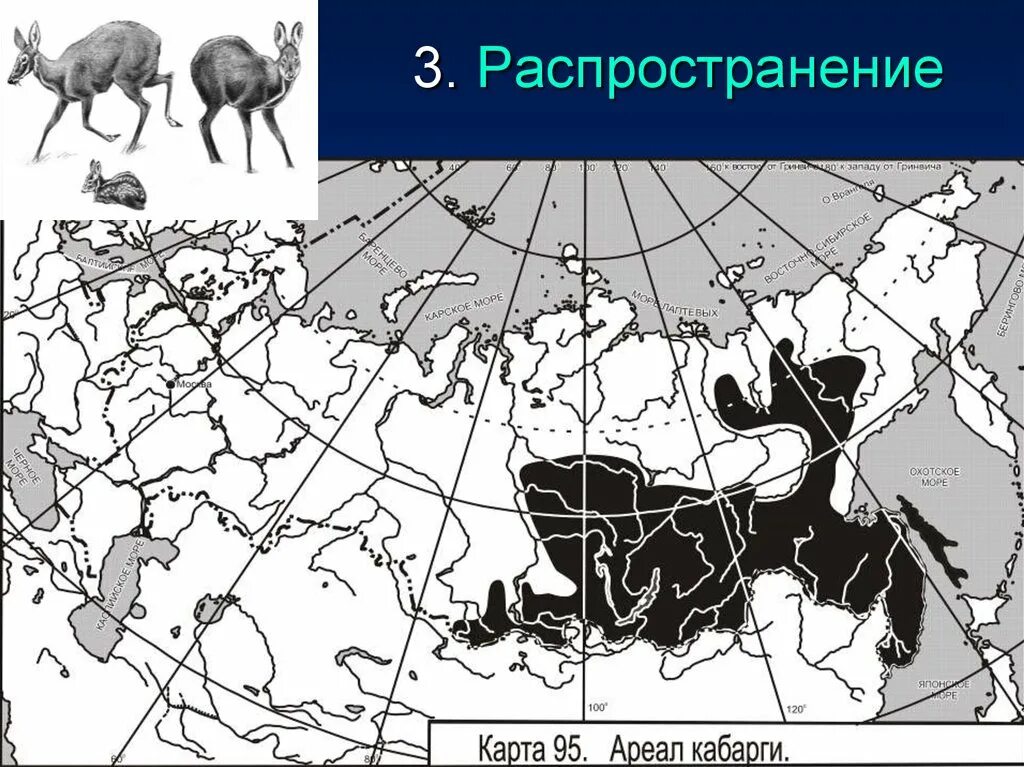 3. Распространение
40° 60° 80° 100° 120° 140° 160° к востоку от Гринвича 180° к западу от Гринвича
О Врангеля
БАЛТИЙСКОЕ МОРЕ
БАРЕНЦЕВО
МОРЕ
КАРСКОЕ МОРЕ
МОРЕ ЛАПТЕВЫХ
ВОСТОЧНО-СИБИРСКОЕ
МОРЕ
БЕРИНГОВО
20°
Москва
ЧЕРНОЕ
МОРЕ
ОХОТСКОЕ
МОРЕ
КАСПИЙСКОЕ МОРЕ
ЯПОНСКОЕ
МОРЕ
60°
80°
100°
120°
Карта 95. Ареал кабарги.